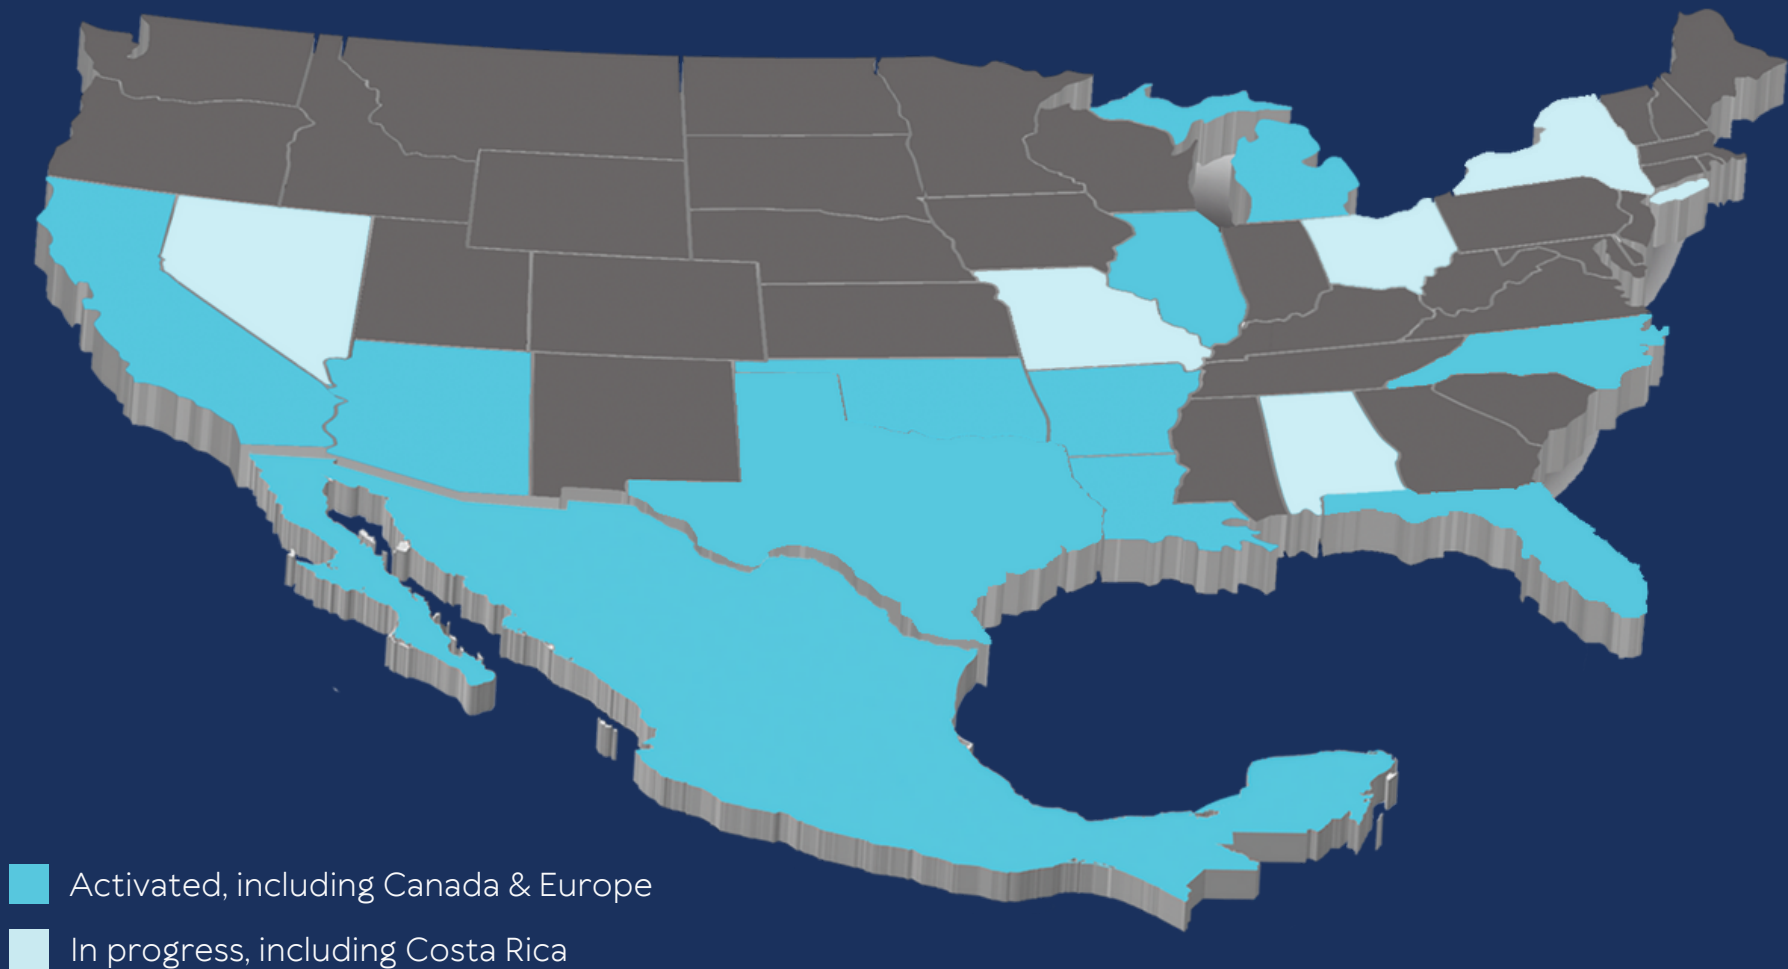 Activated, including Canada & Europe
In progress, including Costa Rica